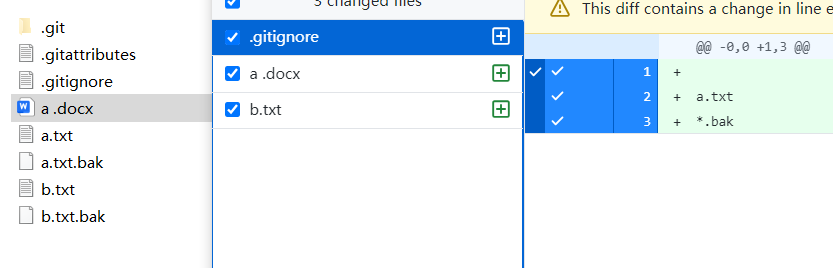 .git
.gitattributes
.gitignore
a .docx
a.txt
a.txt.bak
b.txt
b.txt.bak
3 changed files
.gitignore
a .docx
b.txt
This diff contains a change in line e
@@ -0,0 +1,3 @@
1 +
2 + a.txt
3 + *.bak